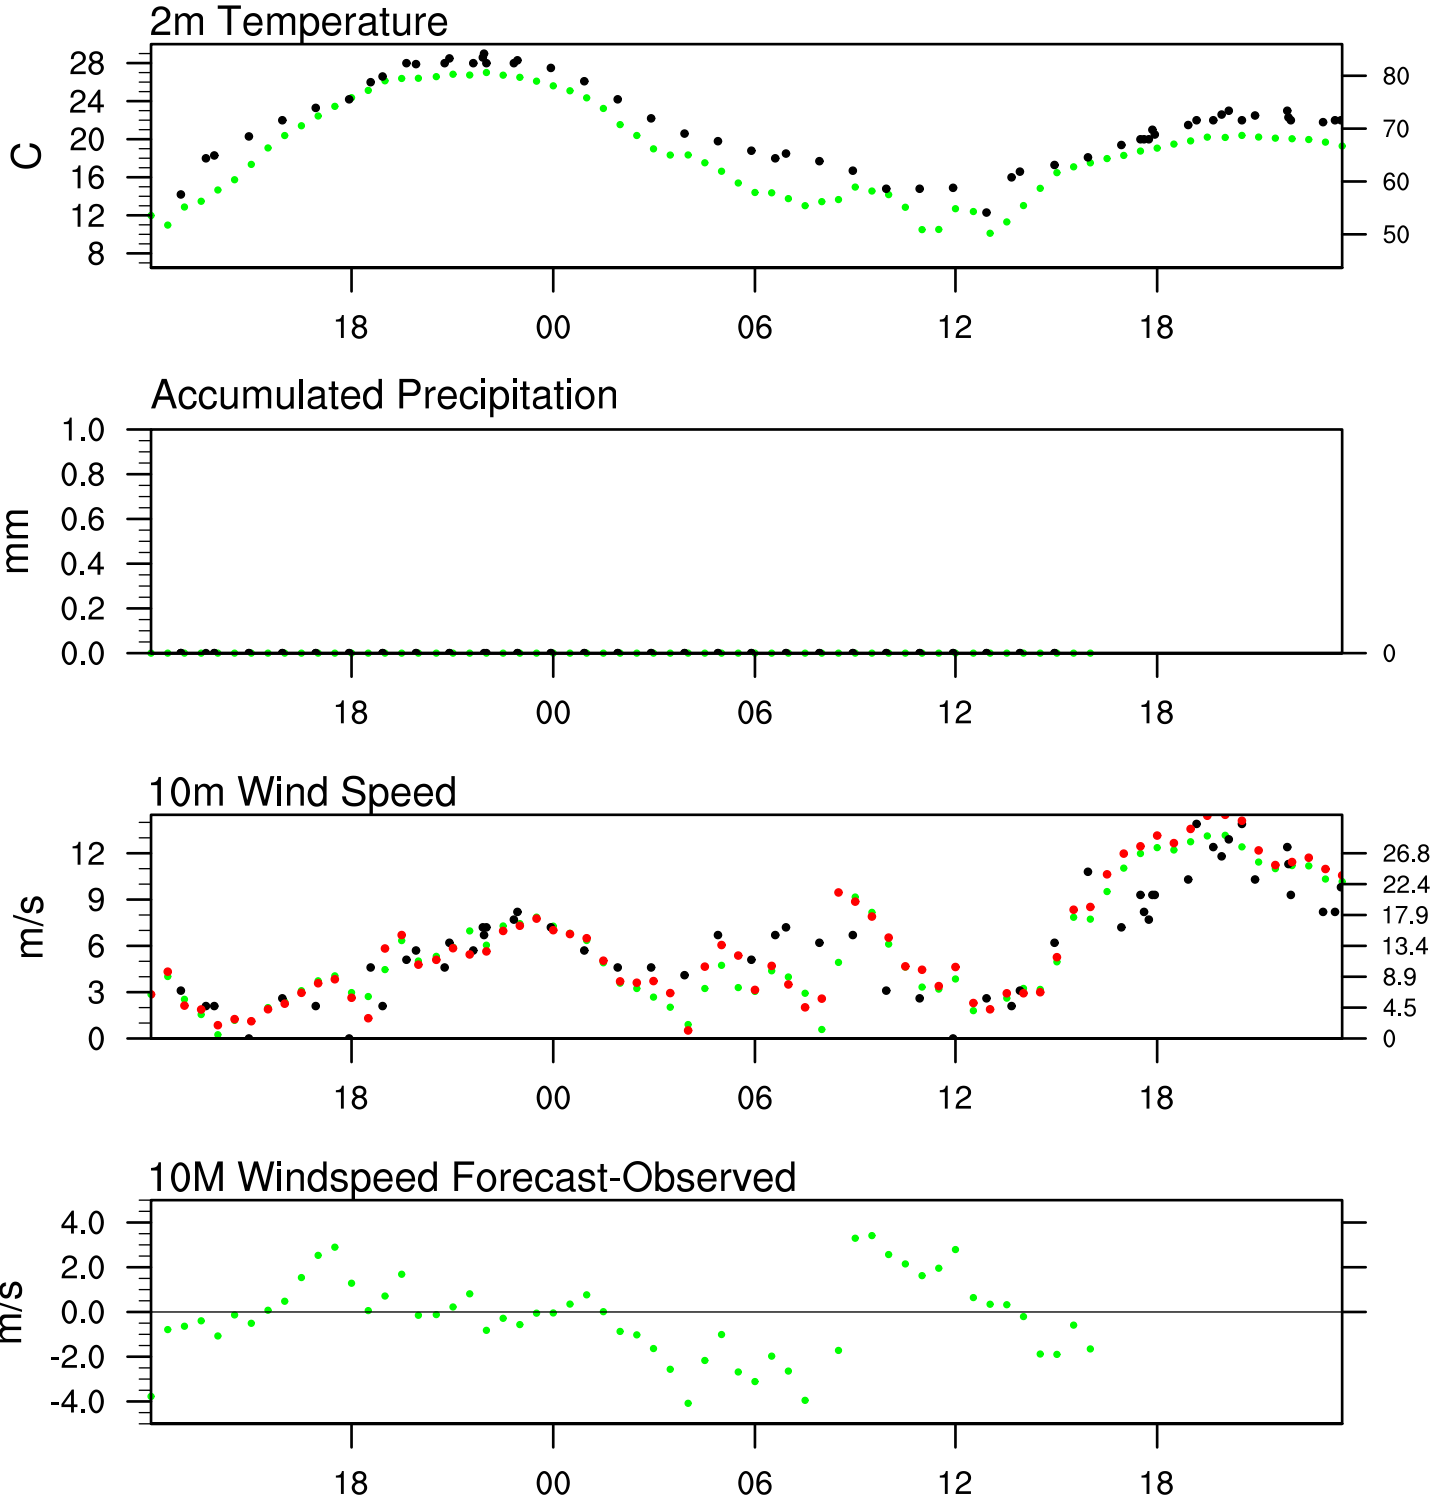 2m Temperature
28
24
20
16
12
8
C
80
70
60
50
18 00 06 12 18
Accumulated Precipitation
1.0
0.8
0.6
0.4
0.2
0.0
mm
0
18 00 06 12 18
10m Wind Speed
12
9
6
3
0
m/s
26.8
22.4
17.9
13.4
8.9
4.5
0
18 00 06 12 18
10M Windspeed Forecast-Observed
4.0
2.0
0.0
-2.0
-4.0
m/s
18 00 06 12 18